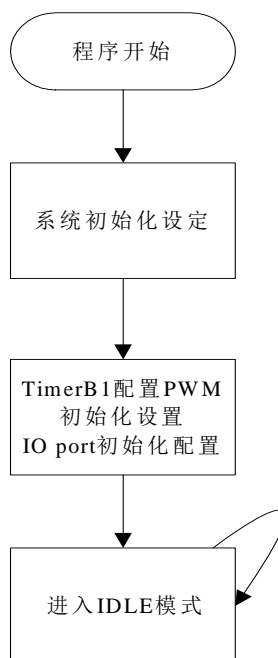 程序开始
系统初始化设定
TimerB1配置PWM
初始化设置
IO port初始化配置
进入IDLE模式